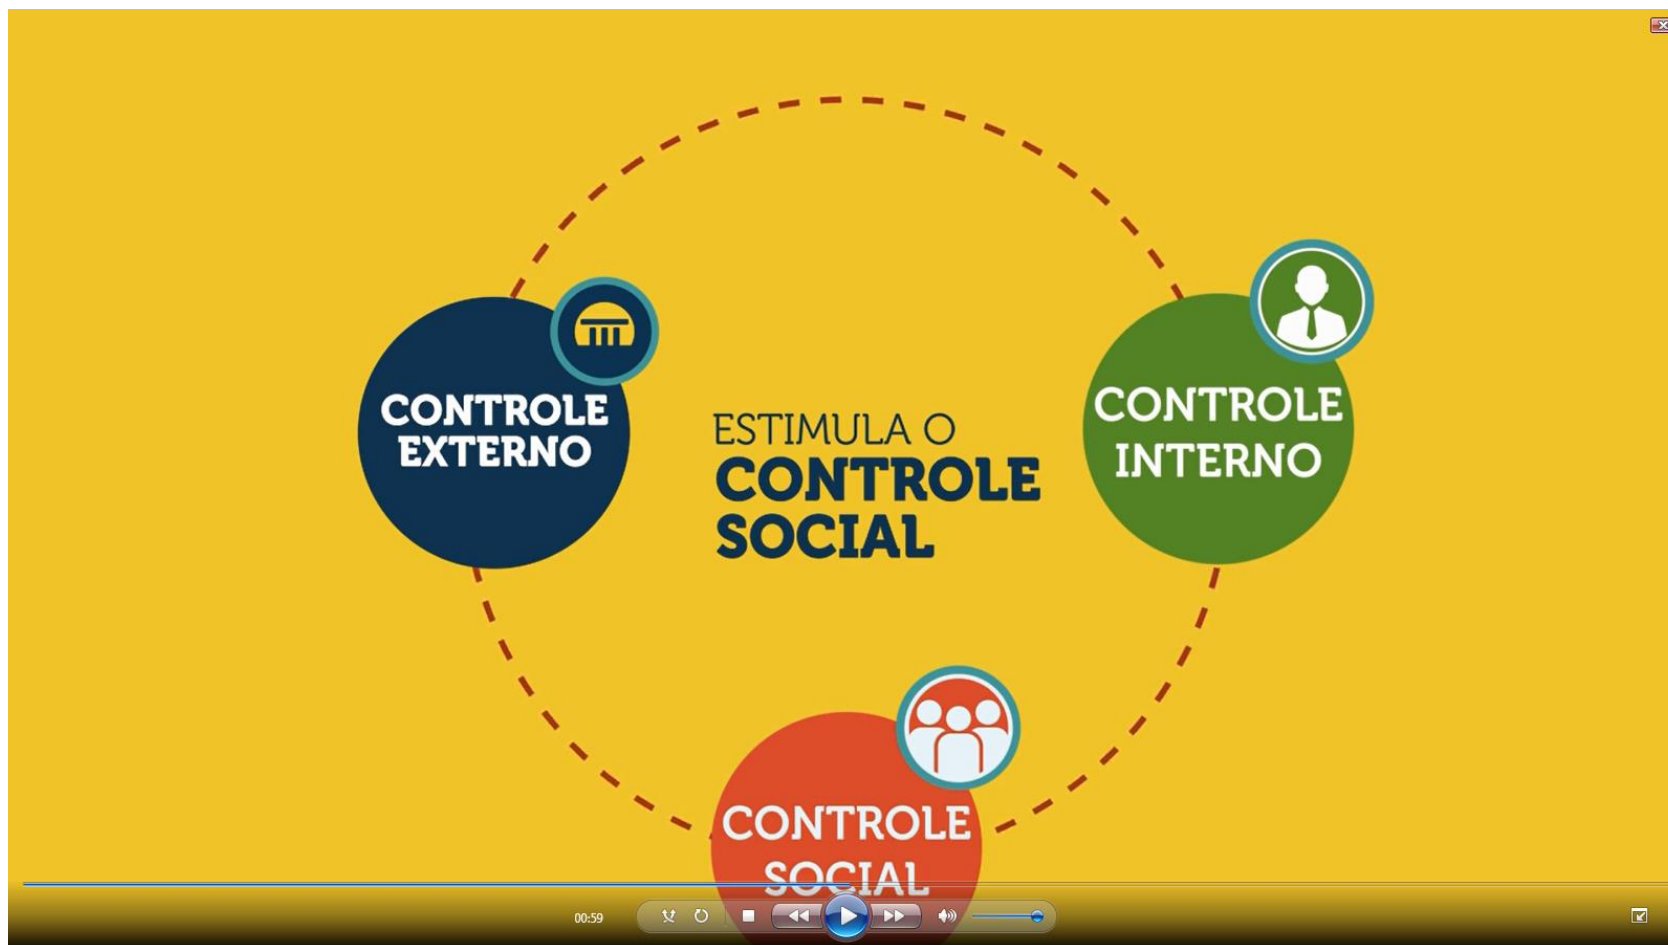 CONTROLE
EXTERNO
ESTIMULA O
CONTROLE
SOCIAL
CONTROLE
INTERNO
CONTROLE
SOCIAL
00:59